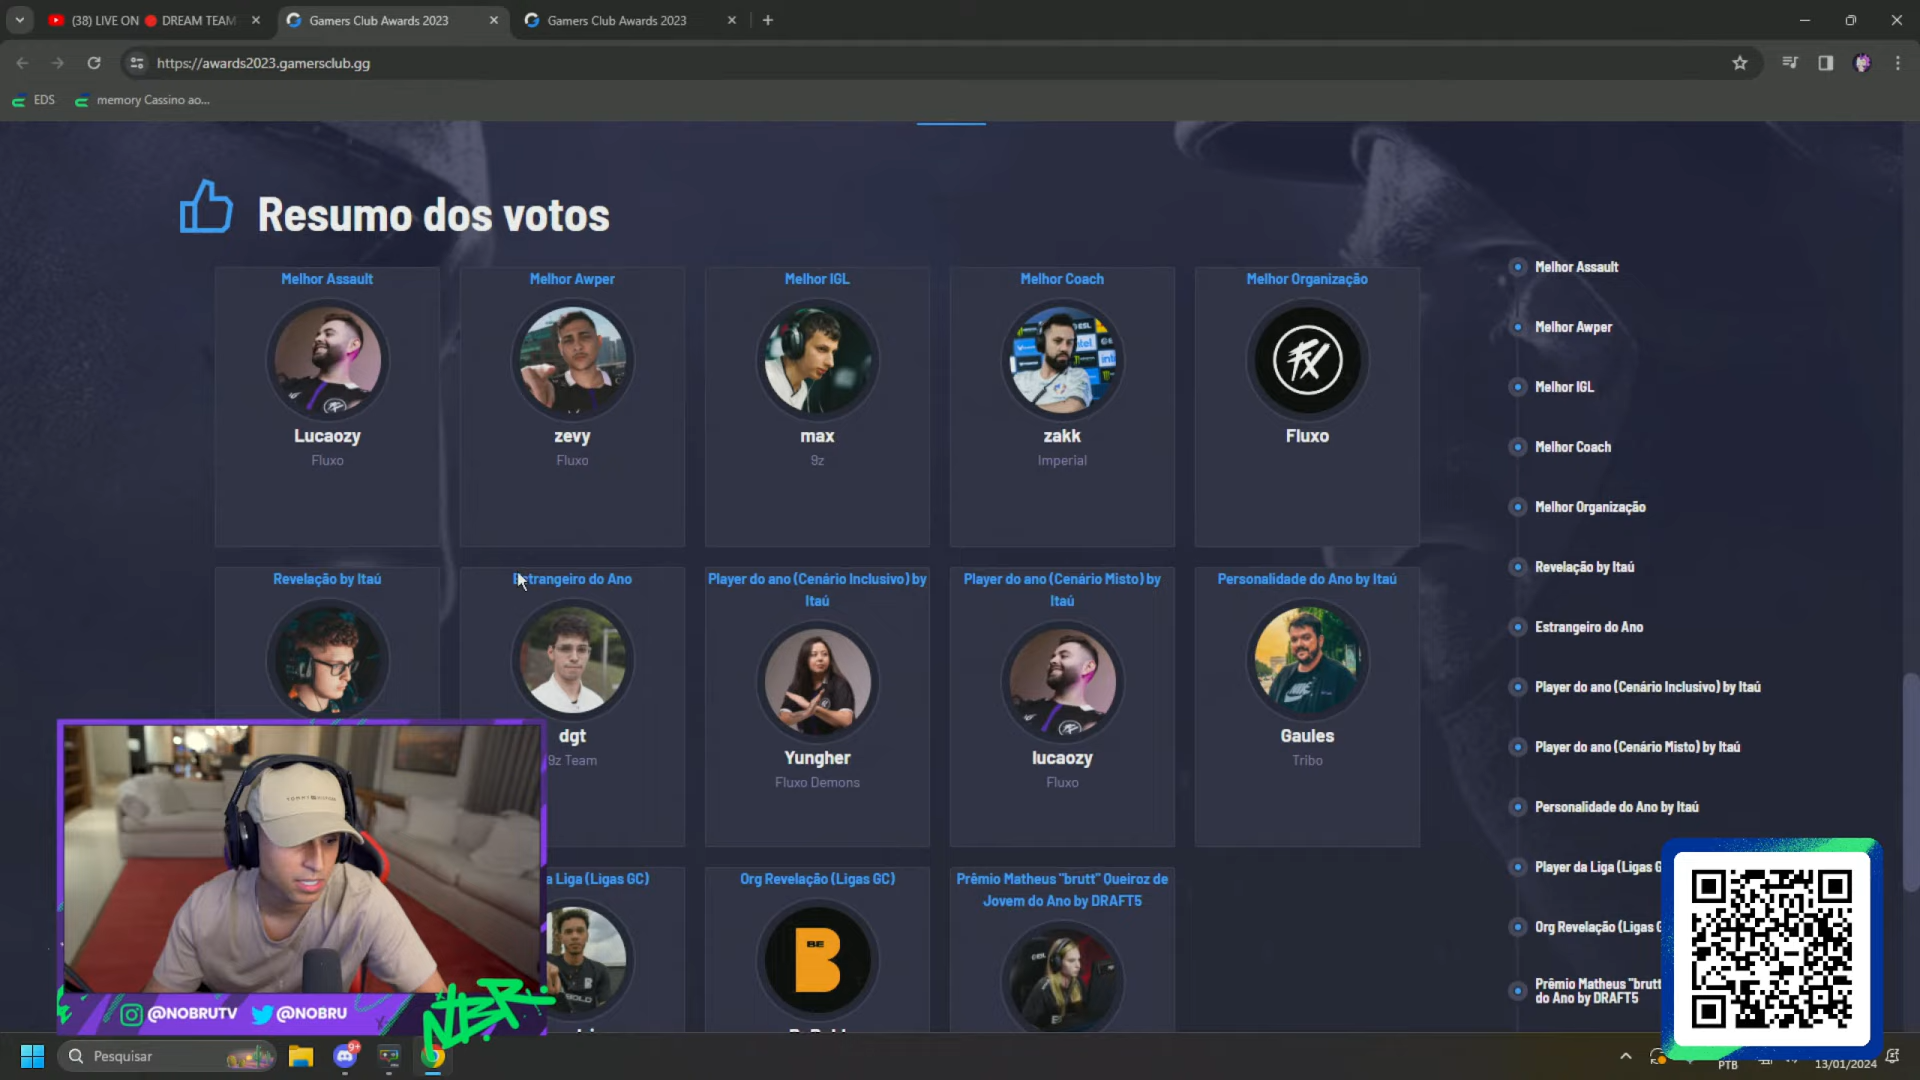 (38) LIVE ON 🔴 DREAM TEAM
Gamers Club Awards 2023
Gamers Club Awards 2023
https://awards2023.gamersclub.gg
EDS
memory Cassino ao...
Resumo dos votos
Melhor Assault
Lucaozy
Fluxo
Melhor Awper
zevy
Fluxo
Melhor IGL
max
9z
Melhor Coach
zakk
Imperial
Melhor Organização
FX
Fluxo
Revelação by Itaú
Estrangeiro do Ano
dgt
9z Team
Player do ano (Cenário Inclusivo) by
Itaú
Yungher
Fluxo Demons
Player do ano (Cenário Misto) by
Itaú
lucaozy
Fluxo
Personalidade do Ano by Itaú
Gaules
Tribo
a Liga (Ligas GC)
Org Revelação (Ligas GC)
BE
B
Prêmio Matheus "brutt" Queiroz de
Jovem do Ano by DRAFT5
Melhor Assault
Melhor Awper
Melhor IGL
Melhor Coach
Melhor Organização
Revelação by Itaú
Estrangeiro do Ano
Player do ano (Cenário Inclusivo) by Itaú
Player do ano (Cenário Misto) by Itaú
Personalidade do Ano by Itaú
Player da Liga (Ligas G
Org Revelação (Ligas G
Prêmio Matheus "brutt
do Ano by DRAFT5
@NOBRUTV
@NOBRU
NBR
Pesquisar
9+
PTB
13/01/2024